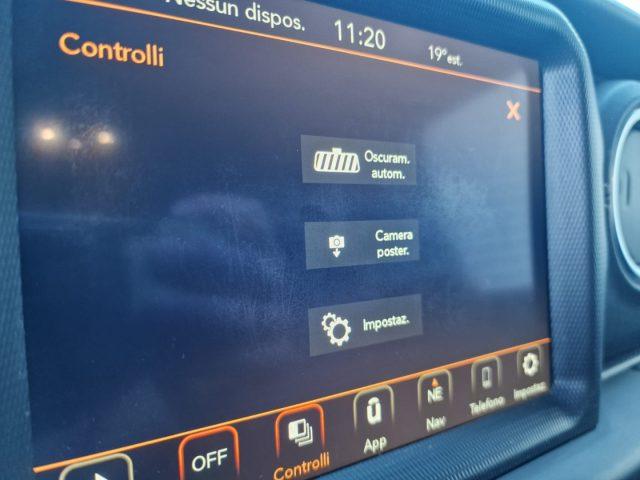 Nessun dispos.
11:20
19° est.
Controlli
X
Oscuram.
autom.
Camera
poster.
Impostaz.
OFF
Controlli
App
NE
Nav
Telefono
Impostaz.